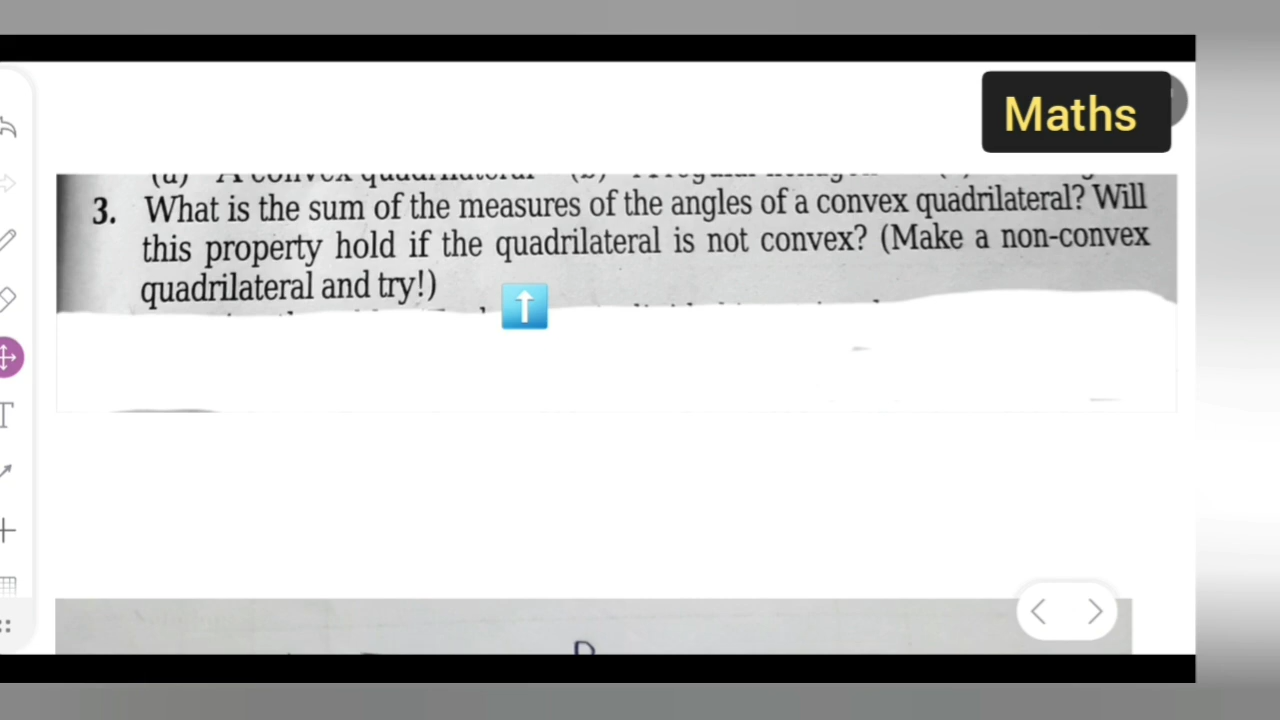 Maths
3. What is the sum of the measures of the angles of a convex quadrilateral? Will
this property hold if the quadrilateral is not convex? (Make a non-convex
quadrilateral and try!)